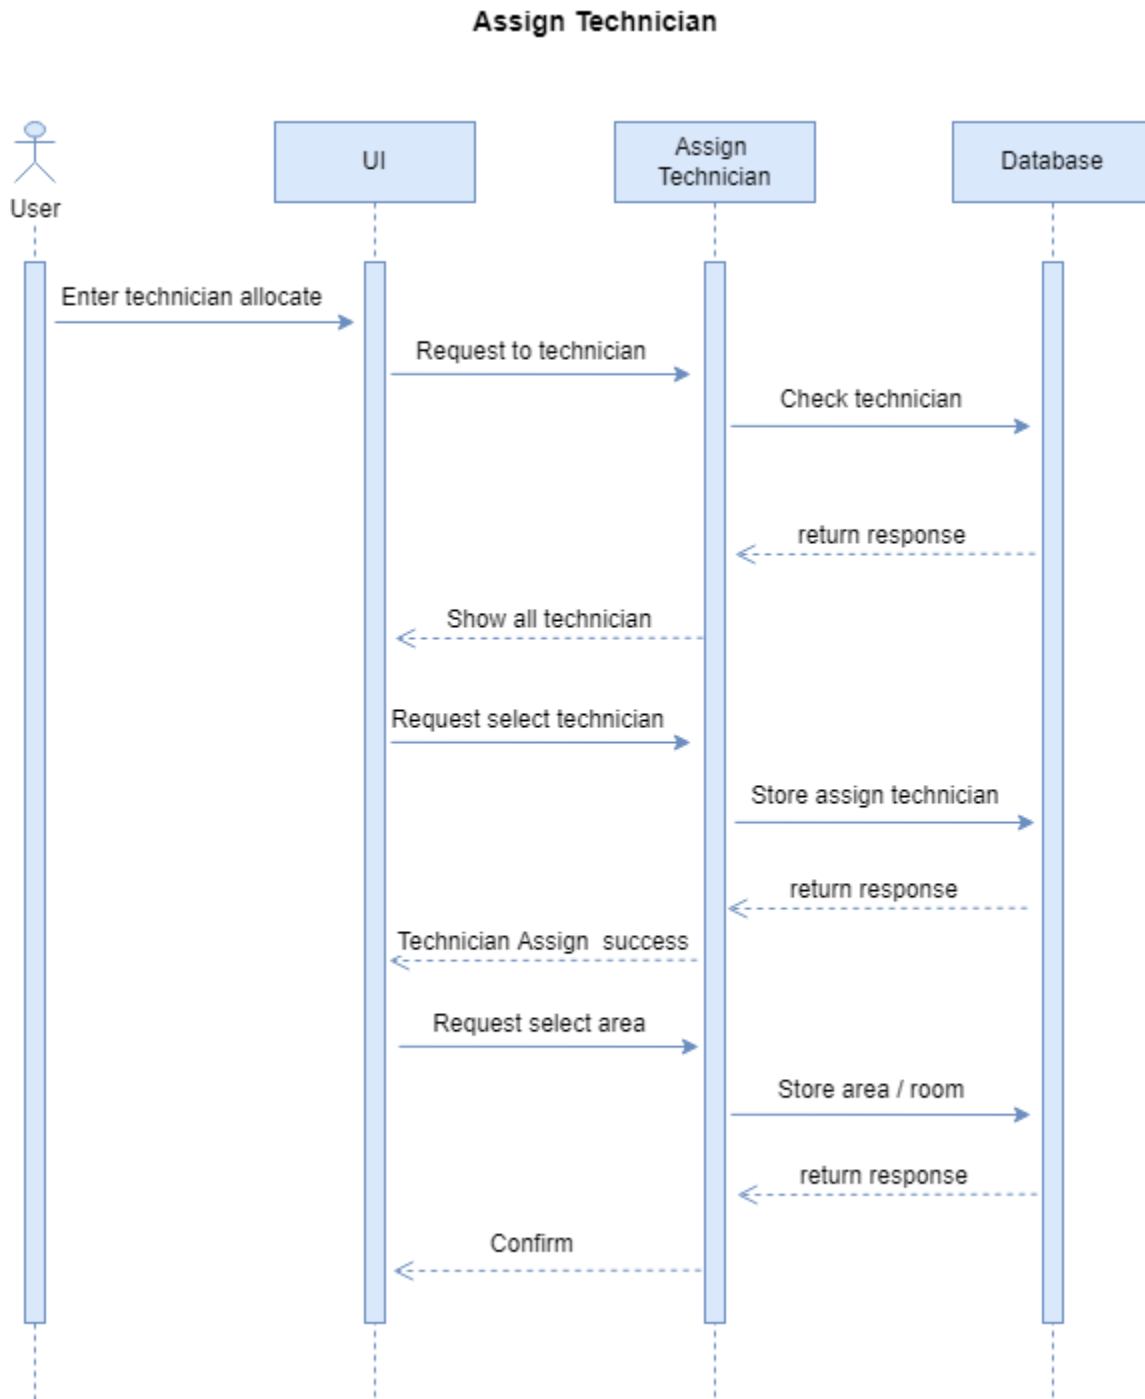 Assign Technician
User
UI
Assign
Technician
Database
Enter technician allocate
Request to technician
Check technician
return response
Show all technician
Request select technician
Store assign technician
return response
Technician Assign  success
Request select area
Store area / room
return response
Confirm